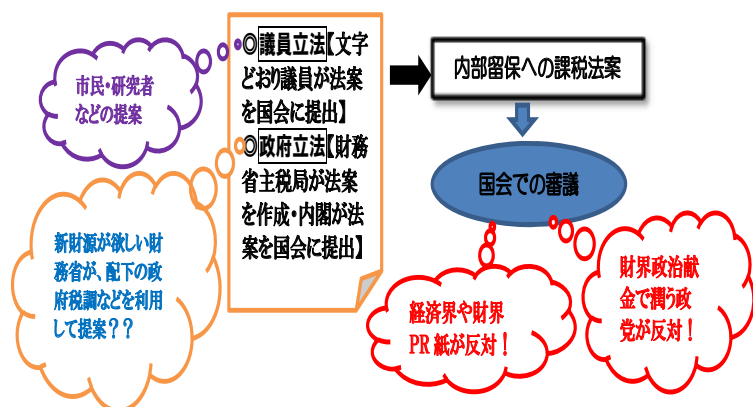 市民・研究者
などの提案
新財源が欲しい財
務省が、配下の政
府税調などを利用
して提案？？
◎議員立法【文字
どおり議員が法案
を国会に提出】
◎政府立法【財務
省主税局が法案
を作成・内閣が法
案を国会に提出】
内部留保への課税法案
国会での審議
経済界や財界
PR 紙が反対！
財界政治献
金で潤う政
党が反対！